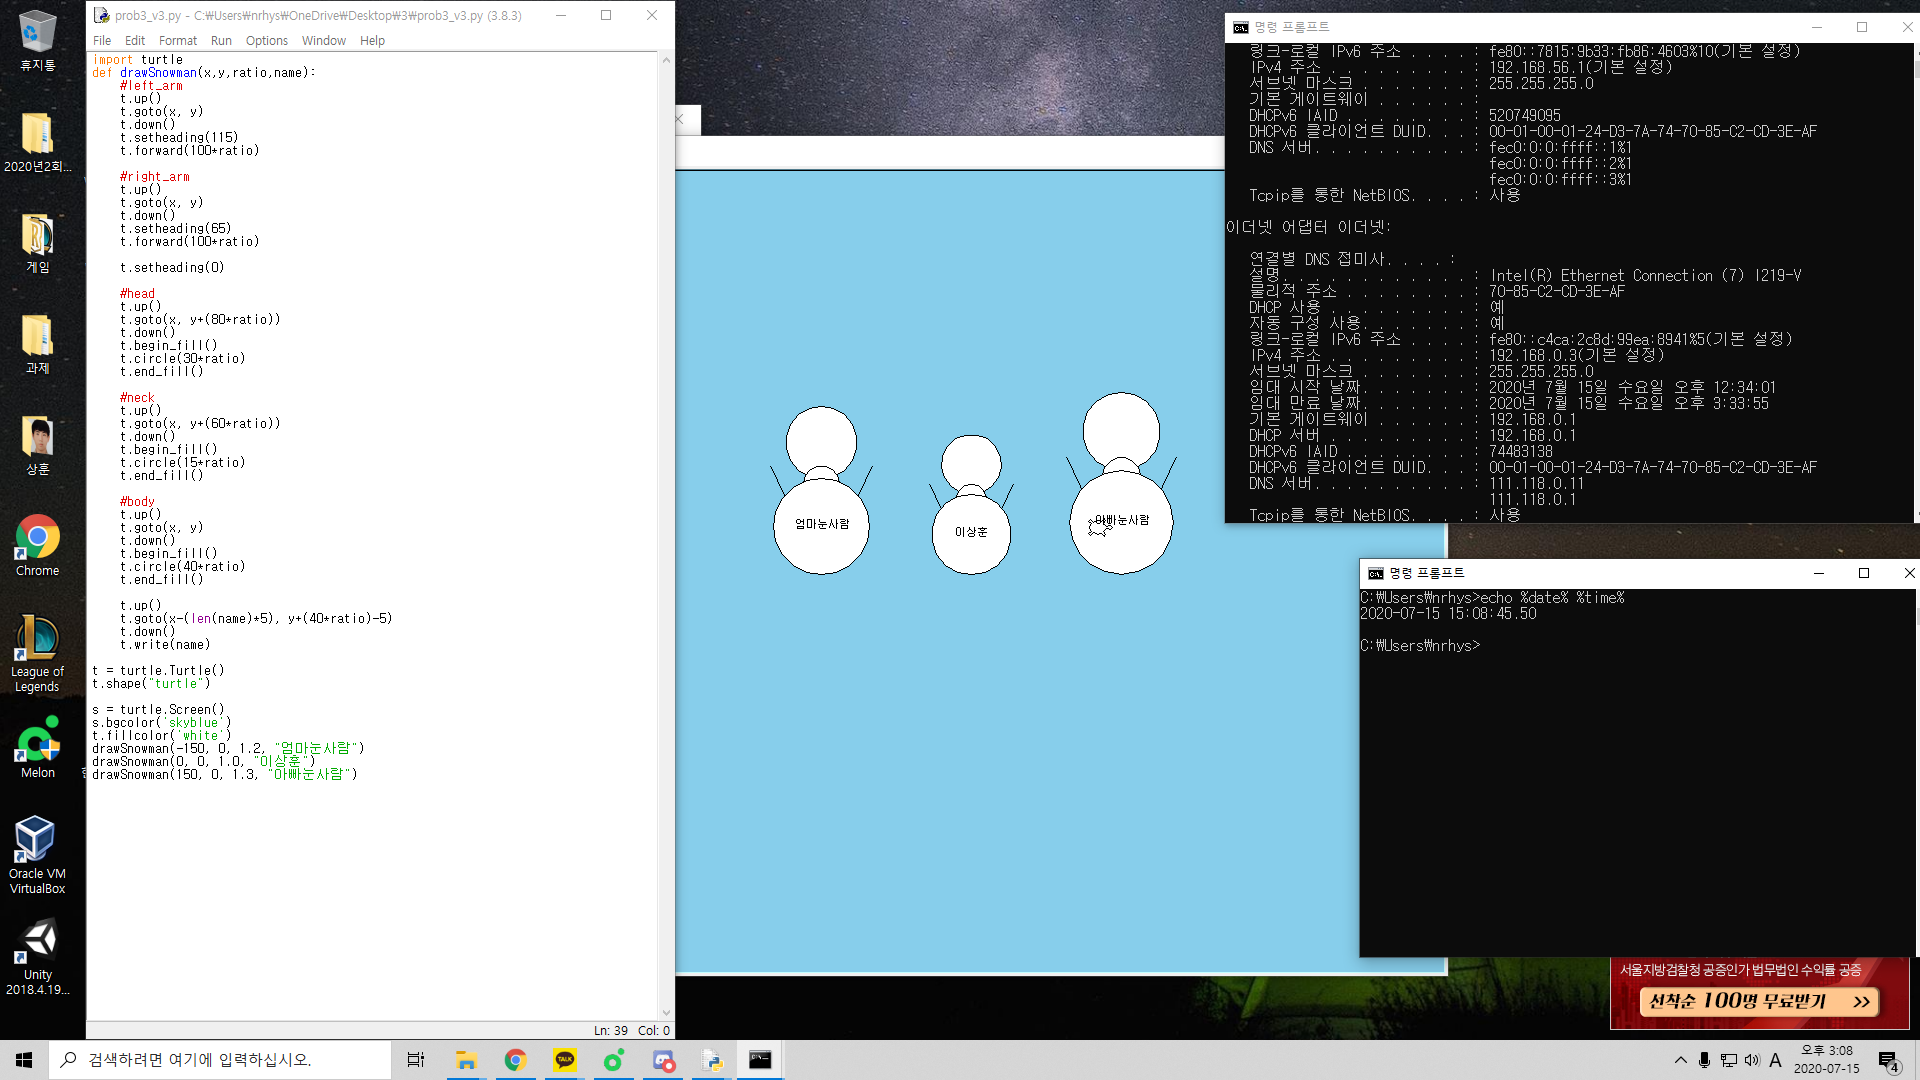 휴지통
2020년2회...
게임
과제
상훈
Chrome
League of
Legends
Melon
Oracle VM
VirtualBox
Unity
2018.4.19...
prob3_v3.py - C:₩Users₩nrhys₩OneDrive₩Desktop₩3₩prob3_v3.py (3.8.3)
File Edit Format Run Options Window Help
import turtle
def drawSnowman(x,y,ratio,name):
    #left_arm
    t.up()
    t.goto(x, y)
    t.down()
    t.setheading(115)
    t.forward(100*ratio)
    #right_arm
    t.up()
    t.goto(x, y)
    t.down()
    t.setheading(65)
    t.forward(100*ratio)
    t.setheading(0)
    #head
    t.up()
    t.goto(x, y+(80*ratio))
    t.down()
    t.begin_fill()
    t.circle(30*ratio)
    t.end_fill()
    #neck
    t.up()
    t.goto(x, y+(60*ratio))
    t.down()
    t.begin_fill()
    t.circle(15*ratio)
    t.end_fill()
    #body
    t.up()
    t.goto(x, y)
    t.down()
    t.begin_fill()
    t.circle(40*ratio)
    t.end_fill()
    t.up()
    t.goto(x-(len(name)*5), y+(40*ratio)-5)
    t.down()
    t.write(name)
t = turtle.Turtle()
t.shape("turtle")
s = turtle.Screen()
s.bgcolor('skyblue')
t.fillcolor('white')
drawSnowman(-150, 0, 1.2, "엄마눈사람")
drawSnowman(0, 0, 1.0, "이상훈")
drawSnowman(150, 0, 1.3, "아빠눈사람")
Ln: 39 Col: 0
엄마눈사람
이상훈
아빠눈사람
명령 프롬프트
링크-로컬 IPv6 주소 . . . . : fe80::7815:9b33:fb86:4603%10(기본 설정)
IPv4 주소 . . . . . . . . . : 192.168.56.1(기본 설정)
서브넷 마스크 . . . . . . . : 255.255.255.0
기본 게이트웨이 . . . . . . :
DHCPv6 IAID . . . . . . . . : 520749095
DHCPv6 클라이언트 DUID. . . : 00-01-00-01-24-D3-7A-74-70-85-C2-CD-3E-AF
DNS 서버. . . . . . . . . . : fec0:0:0:ffff::1%1
fec0:0:0:ffff::2%1
fec0:0:0:ffff::3%1
Tcpip를 통한 NetBIOS. . . . : 사용
이더넷 어댑터 이더넷:
연결별 DNS 접미사. . . . :
설명. . . . . . . . . . . . : Intel(R) Ethernet Connection (7) I219-V
물리적 주소 . . . . . . . . : 70-85-C2-CD-3E-AF
DHCP 사용 . . . . . . . . . : 예
자동 구성 사용. . . . . . . : 예
링크-로컬 IPv6 주소 . . . . : fe80::c4ca:2c8d:99ea:8941%5(기본 설정)
IPv4 주소 . . . . . . . . . : 192.168.0.3(기본 설정)
서브넷 마스크 . . . . . . . : 255.255.255.0
임대 시작 날짜. . . . . . . : 2020년 7월 15일 수요일 오후 12:34:01
임대 만료 날짜. . . . . . . : 2020년 7월 15일 수요일 오후 3:33:55
기본 게이트웨이 . . . . . . : 192.168.0.1
DHCP 서버 . . . . . . . . . : 192.168.0.1
DHCPv6 IAID . . . . . . . . : 74483138
DHCPv6 클라이언트 DUID. . . : 00-01-00-01-24-D3-7A-74-70-85-C2-CD-3E-AF
DNS 서버. . . . . . . . . . : 111.118.0.11
111.118.0.1
Tcpip를 통한 NetBIOS. . . . : 사용
명령 프롬프트
C:₩Users₩nrhys>echo %date% %time%
2020-07-15 15:08:45.50
C:₩Users₩nrhys>
서울지방검찰청 공증인가 법무법인 수익률 공증
선착순 100명 무료받기 >>
검색하려면 여기에 입력하십시오.
TALK
A
오후 3:08
2020-07-15
4